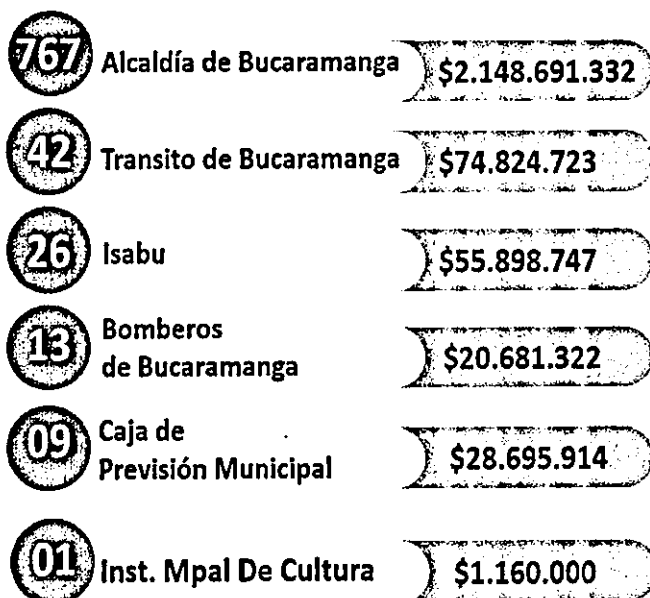 767 Alcaldía de Bucaramanga $2.148.691.332
42 Transito de Bucaramanga $74.824.723
26 Isabu $55.898.747
13 Bomberos
de Bucaramanga $20.681.322
09 Caja de
Previsión Municipal $28.695.914
01 Inst. Mpal De Cultura $1.160.000